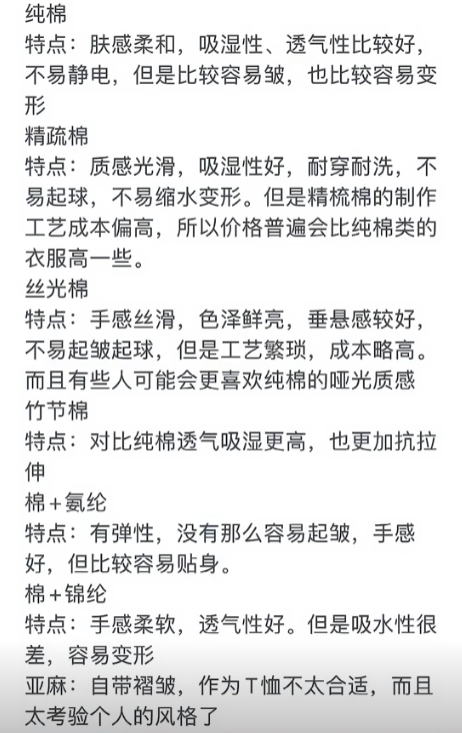 纯棉
特点：肤感柔和，吸湿性、透气性比较好，
不易静电，但是比较容易皱，也比较容易变
形
精疏棉
特点：质感光滑，吸湿性好，耐穿耐洗，不
易起球，不易缩水变形。但是精梳棉的制作
工艺成本偏高，所以价格普遍会比纯棉类的
衣服高一些。
丝光棉
特点：手感丝滑，色泽鲜亮，垂悬感较好，
不易起皱起球，但是工艺繁琐，成本略高。
而且有些人可能会更喜欢纯棉的哑光质感
竹节棉
特点：对比纯棉透气吸湿更高，也更加抗拉
伸
棉+氨纶
特点：有弹性，没有那么容易起皱，手感
好，但比较容易贴身。
棉+锦纶
特点：手感柔软，透气性好。但是吸水性很
差，容易变形
亚麻：自带褶皱，作为T恤不太合适，而且
太考验个人的风格了